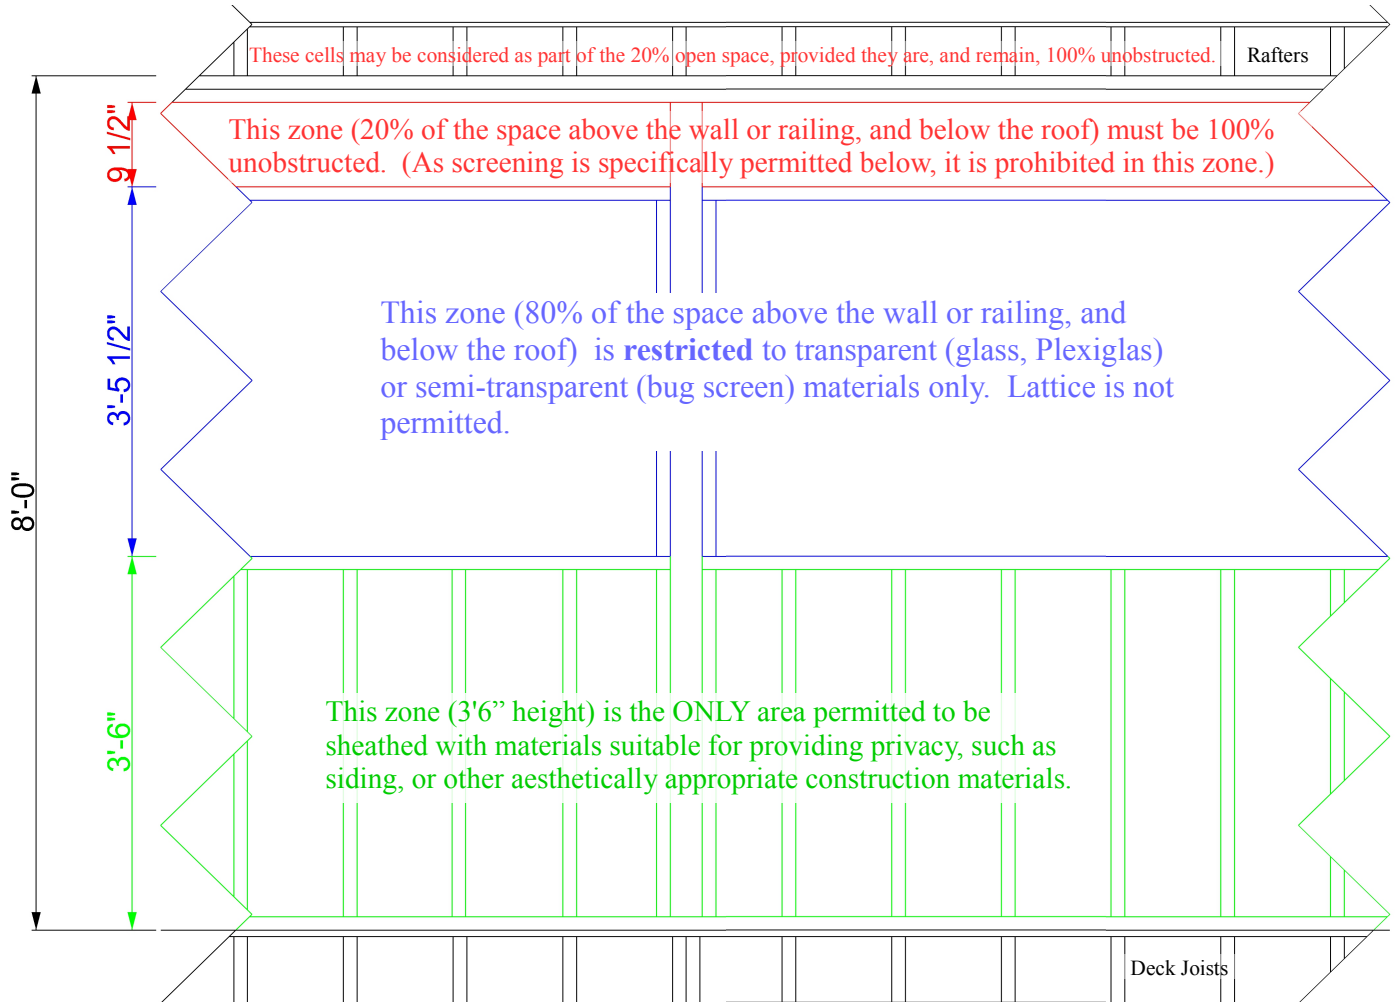 These cells may be considered as part of the 20% open space, provided they are, and remain, 100% unobstructed.
Rafters
9 1/2"
This zone (20% of the space above the wall or railing, and below the roof) must be 100%
unobstructed.  (As screening is specifically permitted below, it is prohibited in this zone.)
3'-5 1/2"
This zone (80% of the space above the wall or railing, and
below the roof)  is restricted to transparent (glass, Plexiglas)
or semi-transparent (bug screen) materials only.  Lattice is not
permitted.
8'-0"
3'-6"
This zone (3'6” height) is the ONLY area permitted to be
sheathed with materials suitable for providing privacy, such as
siding, or other aesthetically appropriate construction materials.
Deck Joists